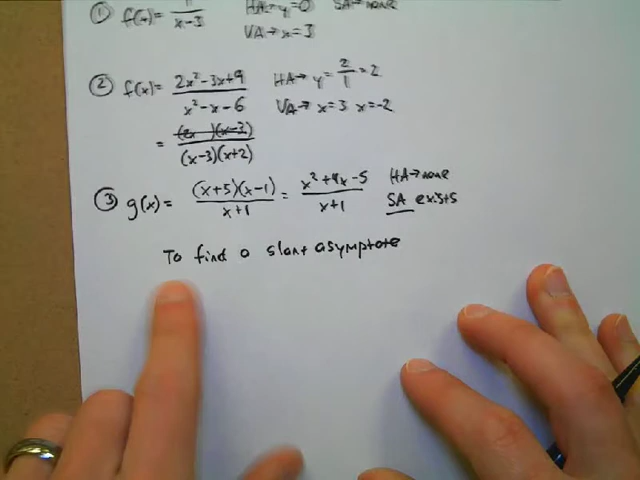 ① f(x) = 1/(x-3) HA→ y=0 SA→ none
VA→ x=3
② f(x) = (2x²-3x+9)/(x²-x-6) HA→ y = 2/1 = 2
VA→ x=3 x=-2
= (x-3)/((x-3)(x+2))
③ g(x) = (x+5)(x-1)/(x+1) = (x²+4x-5)/(x+1) HA→ none
SA exists
To find a slant asymptote